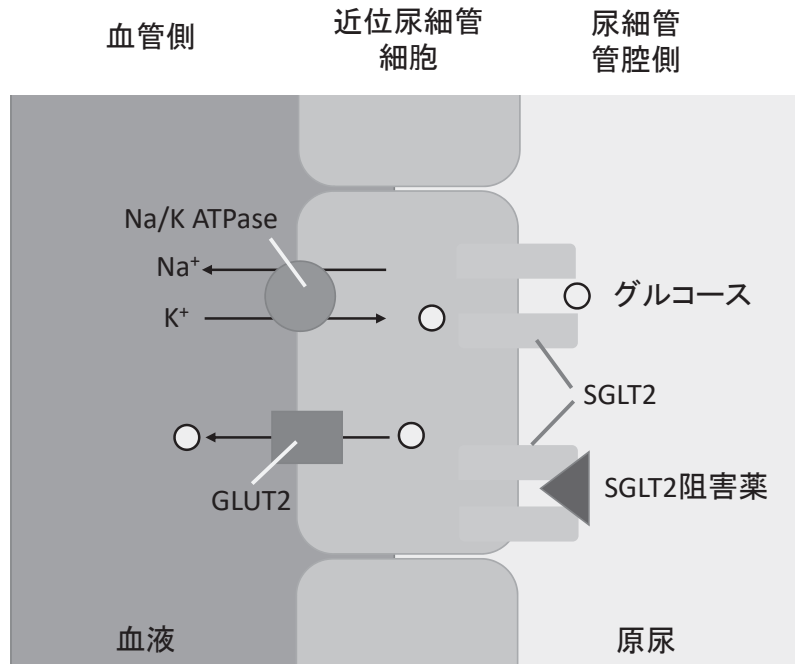 血管側
近位尿細管
細胞
尿細管
管腔側
Na/K ATPase
Na⁺
K⁺
グルコース
SGLT2
GLUT2
SGLT2阻害薬
血液
原尿